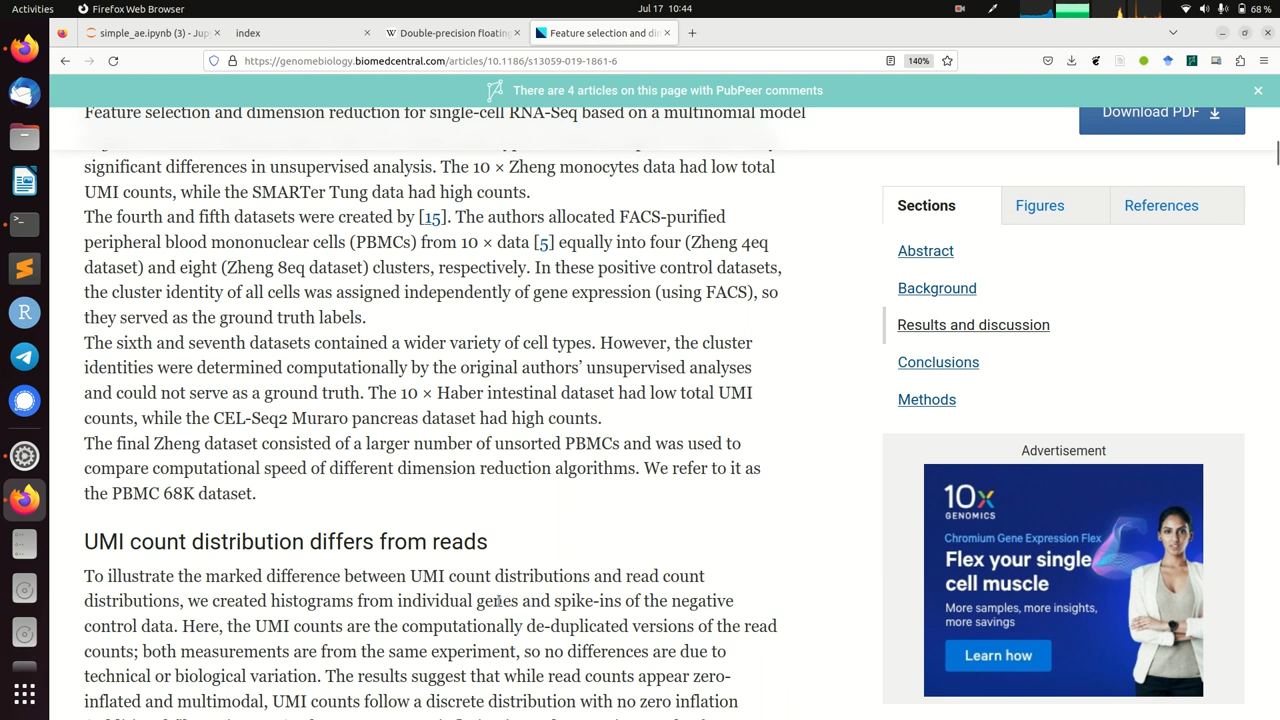 Activities
Firefox Web Browser
Jul 17 10:44
68 %
simple_ae.ipynb (3) - Jup
index
Double-precision floating
Feature selection and dim
https://genomebiology.biomedcentral.com/articles/10.1186/s13059-019-1861-6
140%
There are 4 articles on this page with PubPeer comments
Feature selection and dimension reduction for single-cell RNA-Seq based on a multinomial model
Download PDF
significant differences in unsupervised analysis. The 10 × Zheng monocytes data had low total
UMI counts, while the SMARTer Tung data had high counts.
The fourth and fifth datasets were created by [15]. The authors allocated FACS-purified
peripheral blood mononuclear cells (PBMCs) from 10 × data [5] equally into four (Zheng 4eq
dataset) and eight (Zheng 8eq dataset) clusters, respectively. In these positive control datasets,
the cluster identity of all cells was assigned independently of gene expression (using FACS), so
they served as the ground truth labels.
The sixth and seventh datasets contained a wider variety of cell types. However, the cluster
identities were determined computationally by the original authors’ unsupervised analyses
and could not serve as a ground truth. The 10 × Haber intestinal dataset had low total UMI
counts, while the CEL-Seq2 Muraro pancreas dataset had high counts.
The final Zheng dataset consisted of a larger number of unsorted PBMCs and was used to
compare computational speed of different dimension reduction algorithms. We refer to it as
the PBMC 68K dataset.
UMI count distribution differs from reads
To illustrate the marked difference between UMI count distributions and read count
distributions, we created histograms from individual genes and spike-ins of the negative
control data. Here, the UMI counts are the computationally de-duplicated versions of the read
counts; both measurements are from the same experiment, so no differences are due to
technical or biological variation. The results suggest that while read counts appear zero-
inflated and multimodal, UMI counts follow a discrete distribution with no zero inflation
Sections
Figures
References
Abstract
Background
Results and discussion
Conclusions
Methods
Advertisement
10X
GENOMICS
Chromium Gene Expression Flex
Flex your single
cell muscle
More samples, more insights,
more savings
Learn how